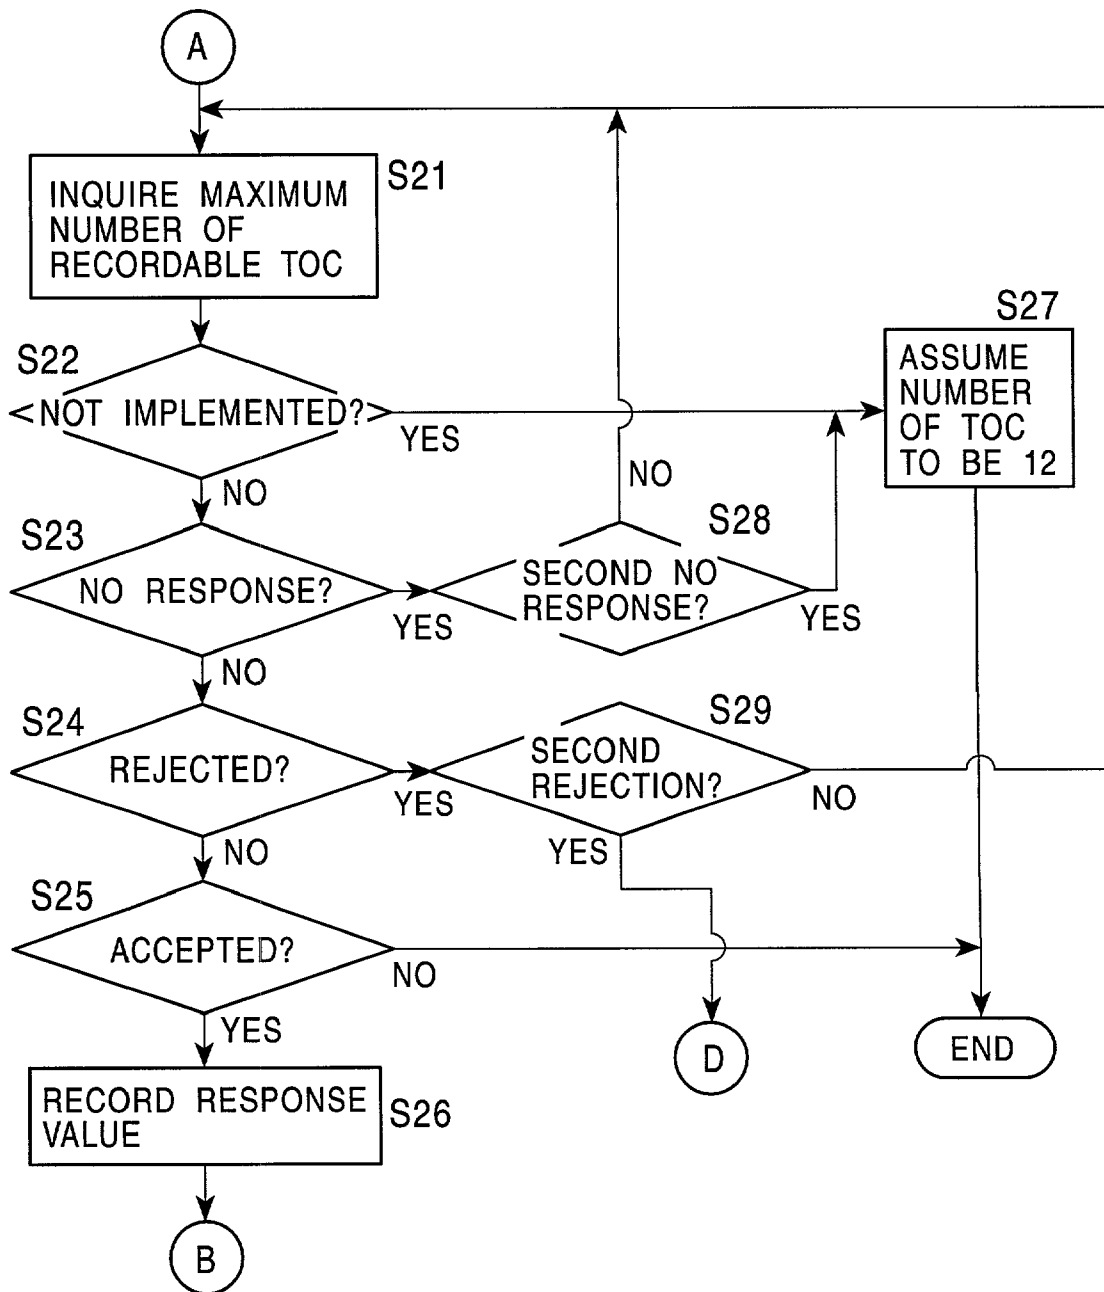 A
INQUIRE MAXIMUM
NUMBER OF
RECORDABLE TOC
S21
S22
NOT IMPLEMENTED?
YES
NO
S27
ASSUME
NUMBER
OF TOC
TO BE 12
S23
NO RESPONSE?
YES
NO
NO
S28
SECOND NO
RESPONSE?
YES
S24
REJECTED?
YES
NO
S29
SECOND
REJECTION?
NO
YES
S25
ACCEPTED?
NO
YES
D
END
RECORD RESPONSE
VALUE
S26
B